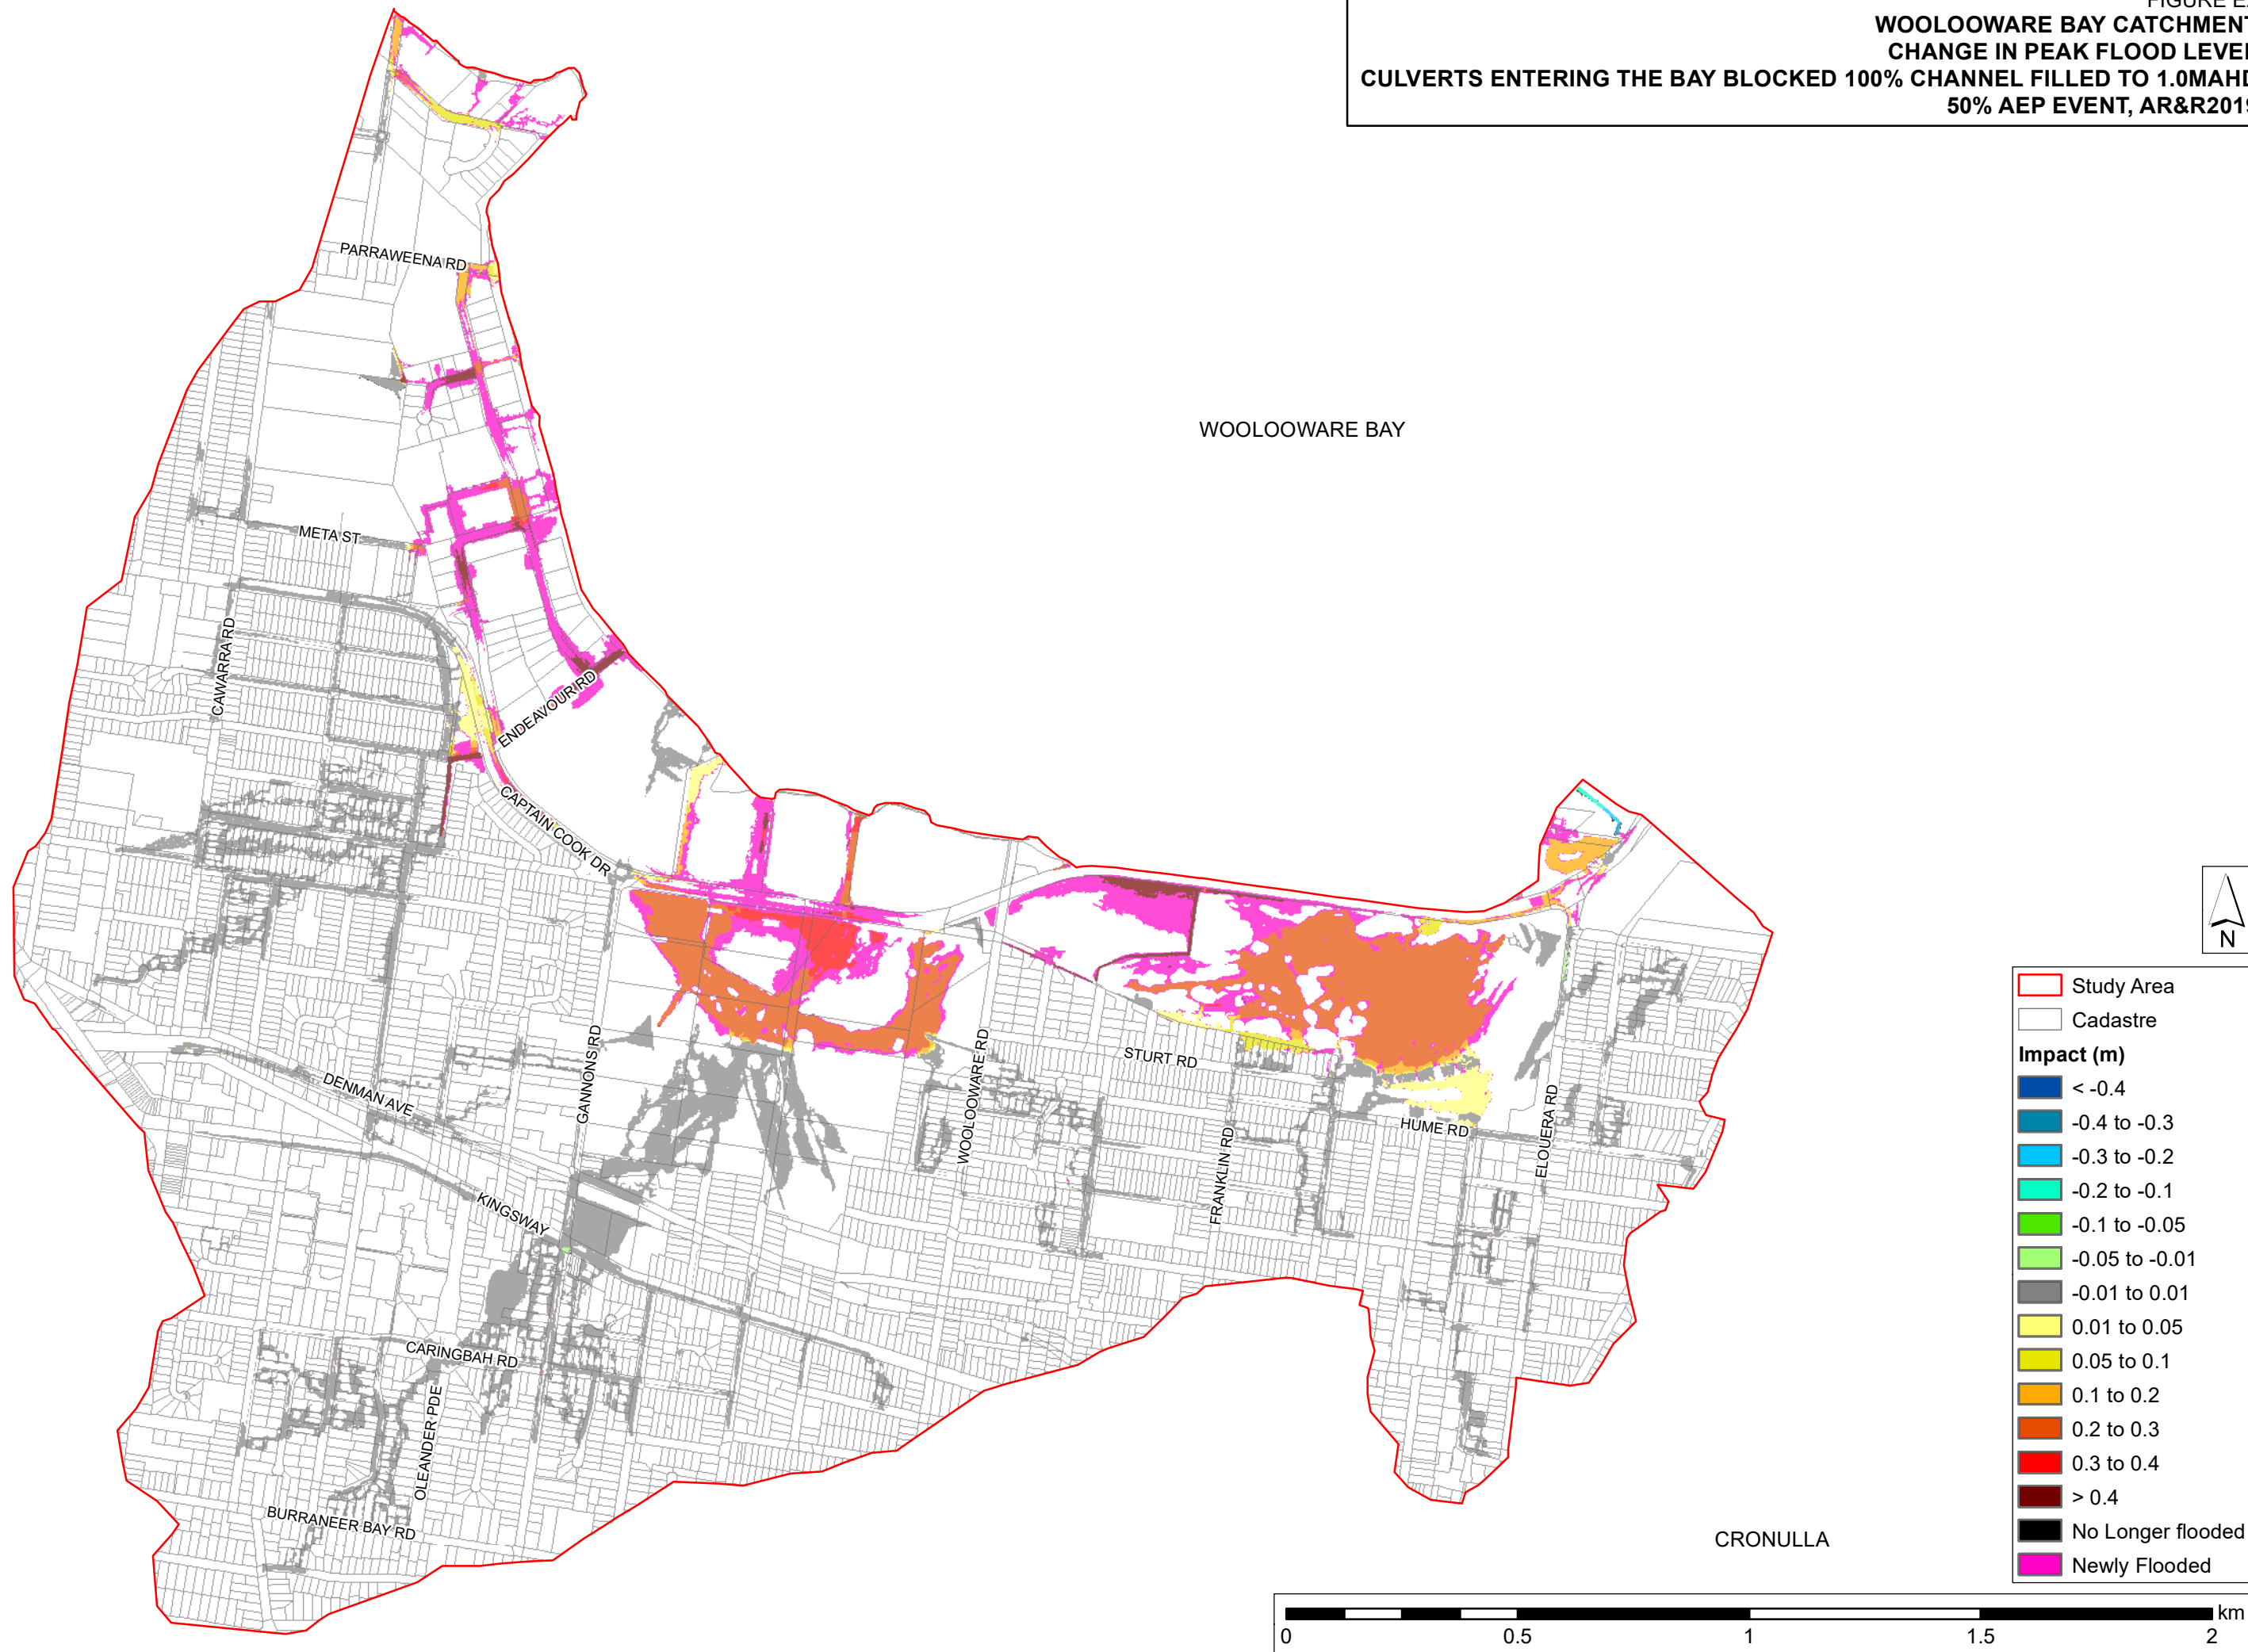 WOOLOOWARE BAY CATCHMENT
CHANGE IN PEAK FLOOD LEVEL
CULVERTS ENTERING THE BAY BLOCKED 100% CHANNEL FILLED TO 1.0MAHD
50% AEP EVENT, AR&R2019
PARRAWEENA RD
WOOLOOWARE BAY
META ST
CAWARRA RD
ENDEAVOUR RD
CAPTAIN COOK DR
GANNONS RD
WOOLOOWARE RD
STURT RD
FRANKLIN RD
HUME RD
ELOUERA RD
DENMAN AVE
KINGSWAY
CARINGBAH RD
OLEANDER PDE
BURRANEER BAY RD
CRONULLA
N
Study Area
Cadastre
Impact (m)
< -0.4
-0.4 to -0.3
-0.3 to -0.2
-0.2 to -0.1
-0.1 to -0.05
-0.05 to -0.01
-0.01 to 0.01
0.01 to 0.05
0.05 to 0.1
0.1 to 0.2
0.2 to 0.3
0.3 to 0.4
> 0.4
No Longer flooded
Newly Flooded
km
0 0.5 1 1.5 2